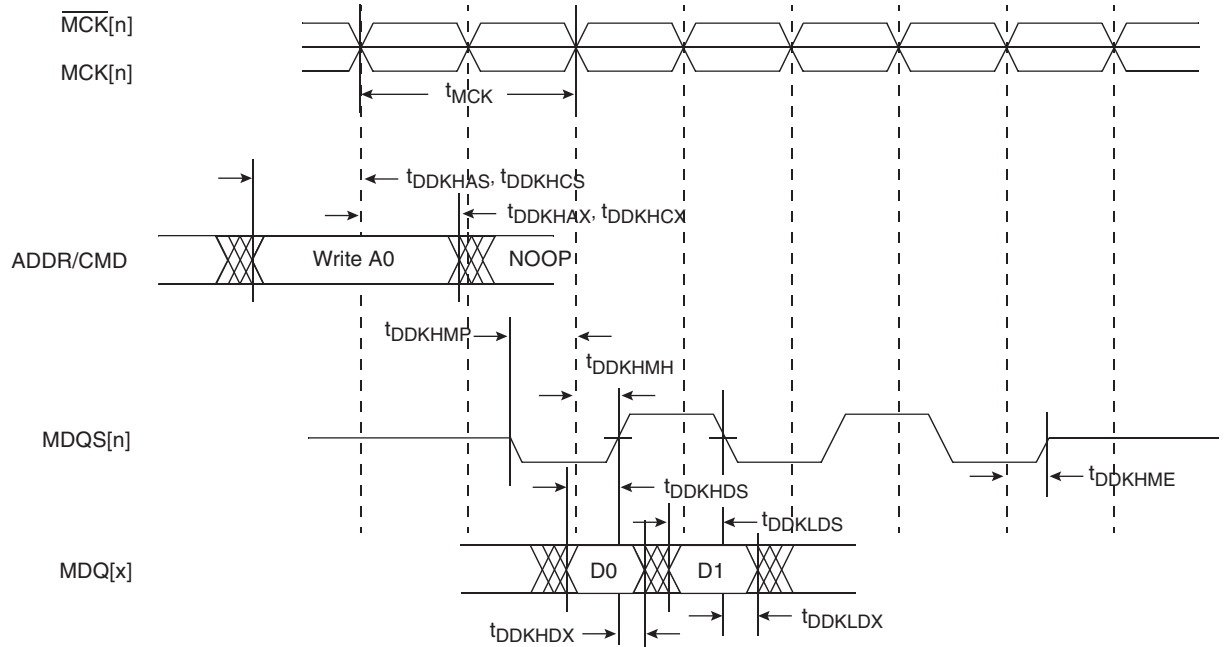 MCK[n]
MCK[n]
tMCK
tDDKHAS, tDDKHCS
tDDKHAX, tDDKHCX
ADDR/CMD
Write A0
NOOP
tDDKHMP
tDDKHMH
MDQS[n]
tDDKHME
tDDKHDS
tDDKLDS
MDQ[x]
D0
D1
tDDKLDX
tDDKHDX